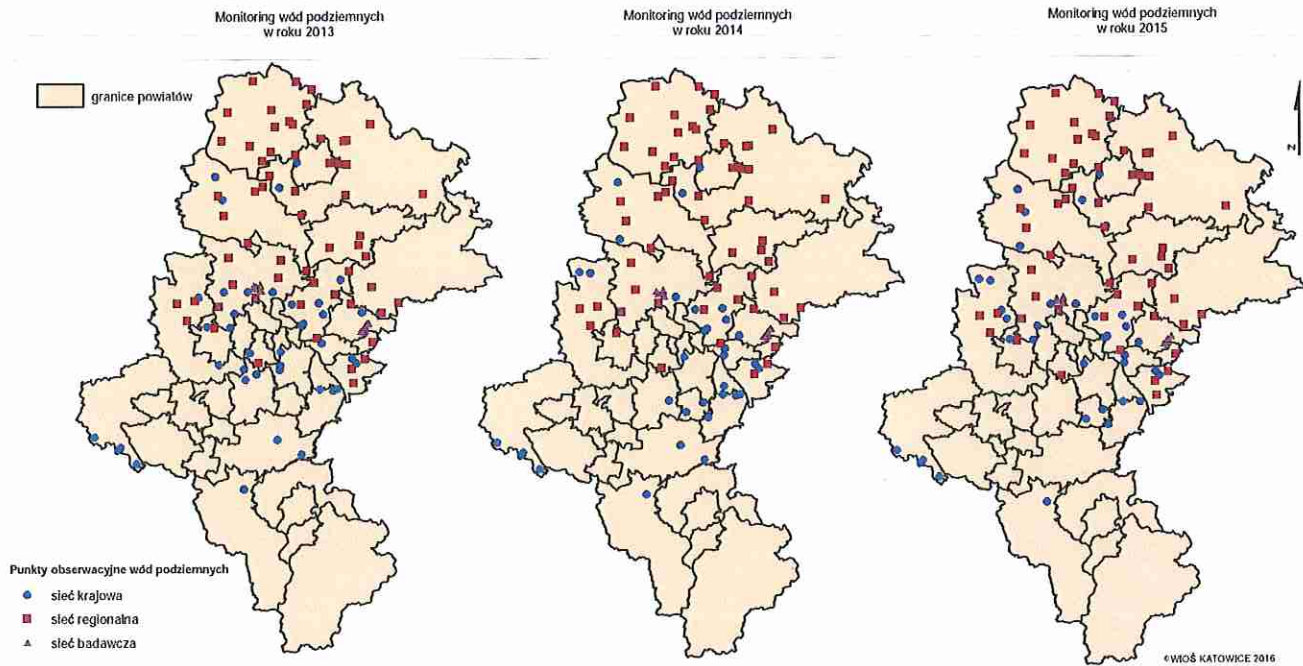 Monitoring wód podziemnych
w roku 2013
Monitoring wód podziemnych
w roku 2014
Monitoring wód podziemnych
w roku 2015
granice powiatów
N
Punkty obserwacyjne wód podziemnych
sieć krajowa
sieć regionalna
sieć badawcza
©WIOŚ KATOWICE 2016